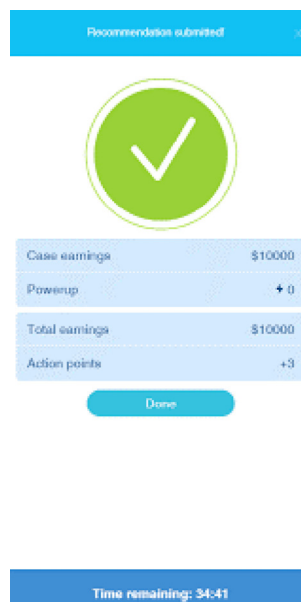 Recommendation submitted!
Case earnings $10000
Powerup 0
Total earnings $10000
Action points +3
Done
Time remaining: 34:41